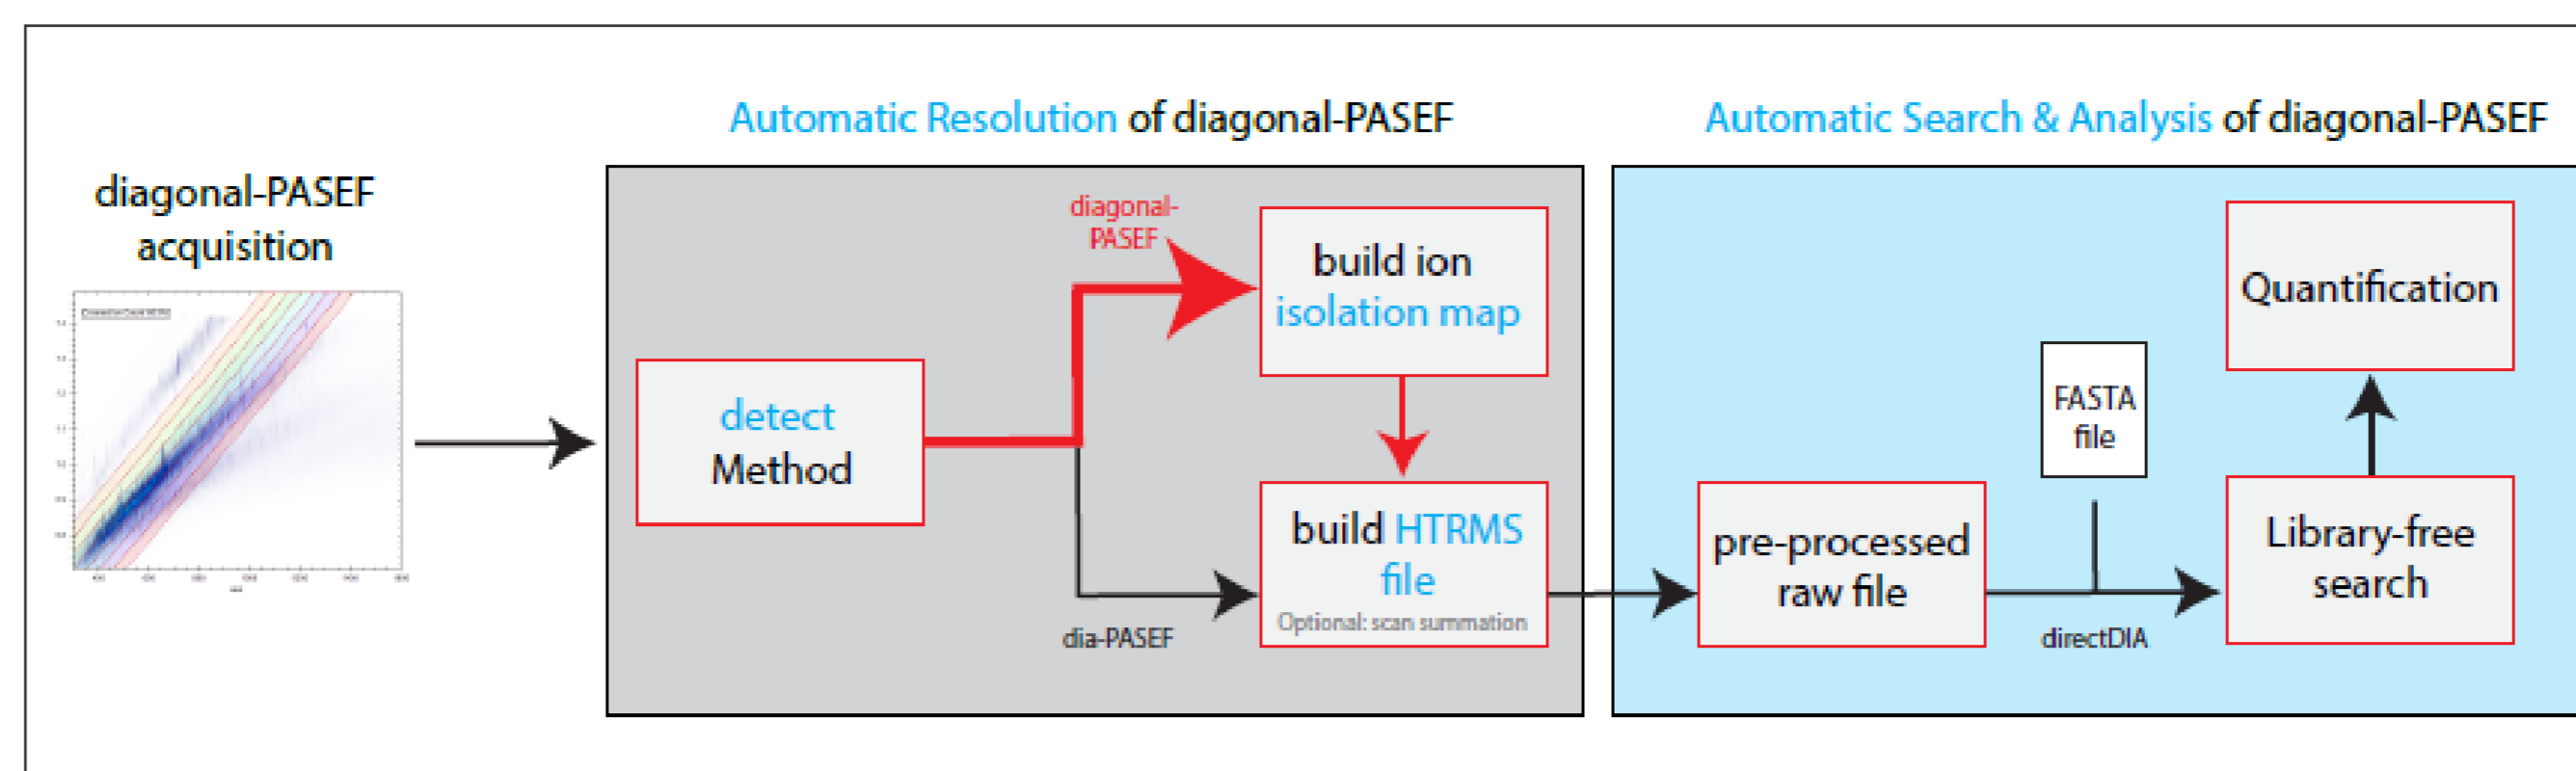 Automatic Resolution of diagonal-PASEF
Automatic Search & Analysis of diagonal-PASEF
diagonal-PASEF
acquisition
diagonal-
PASEF
build ion
isolation map
detect
Method
build HTRMS
file
Optional: scan summation
dia-PASEF
pre-processed
raw file
FASTA
file
directDIA
Quantification
Library-free
search